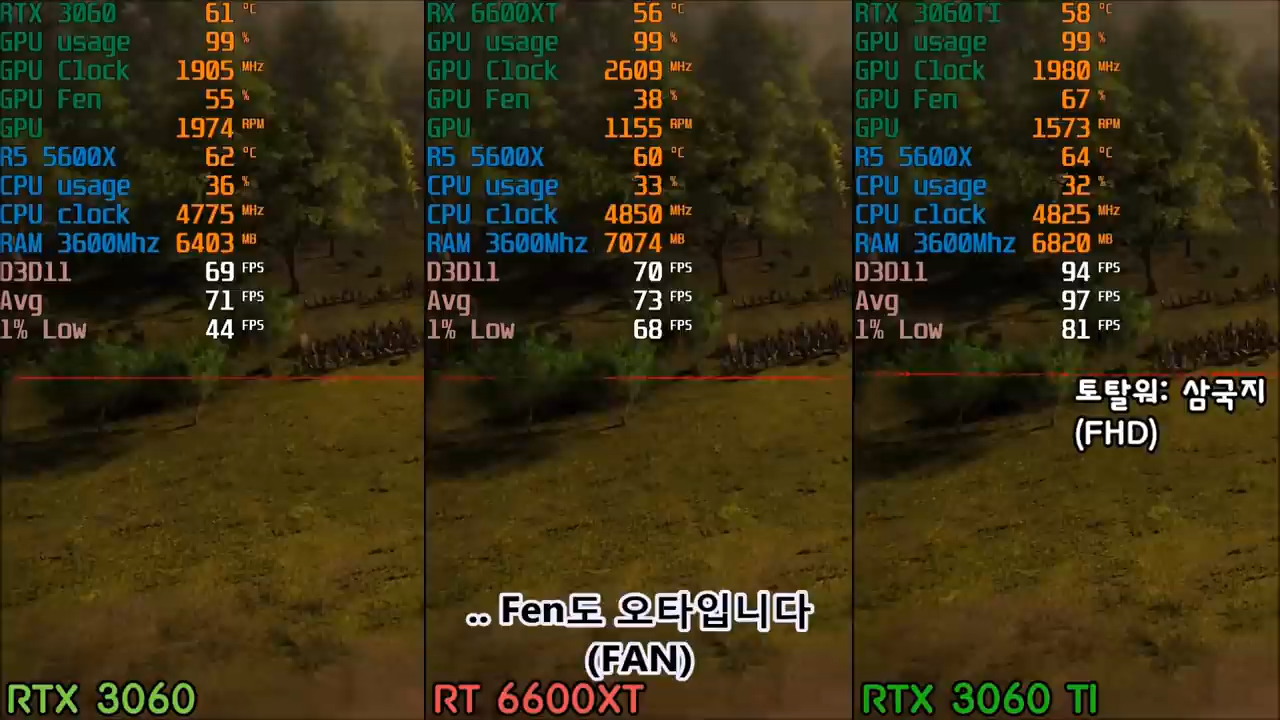 RTX 3060 61 °C
GPU usage 99 %
GPU Clock 1905 MHz
GPU Fen 55 %
GPU 1974 RPM
R5 5600X 62 °C
CPU usage 36 %
CPU clock 4775 MHz
RAM 3600Mhz 6403 MB
D3D11 69 FPS
Avg 71 FPS
1% Low 44 FPS
RTX 3060
RX 6600XT 56 °C
GPU usage 99 %
GPU Clock 2609 MHz
GPU Fen 38 %
GPU 1155 RPM
R5 5600X 60 °C
CPU usage 33 %
CPU clock 4850 MHz
RAM 3600Mhz 7074 MB
D3D11 70 FPS
Avg 73 FPS
1% Low 68 FPS
.. Fen도 오타입니다
(FAN)
RT 6600XT
RTX 3060TI 58 °C
GPU usage 99 %
GPU Clock 1980 MHz
GPU Fen 67 %
GPU 1573 RPM
R5 5600X 64 °C
CPU usage 32 %
CPU clock 4825 MHz
RAM 3600Mhz 6820 MB
D3D11 94 FPS
Avg 97 FPS
1% Low 81 FPS
토탈워: 삼국지
(FHD)
RTX 3060 TI